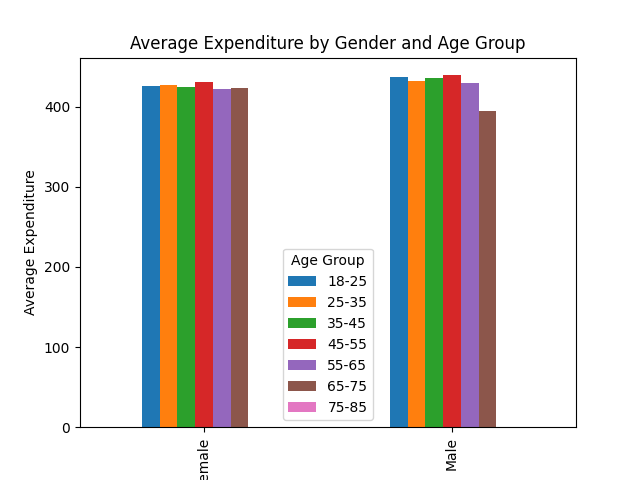 Average Expenditure by Gender and Age Group
Average Expenditure
400
300
200
100
0
Age Group
18-25
25-35
35-45
45-55
55-65
65-75
75-85
emale
Male